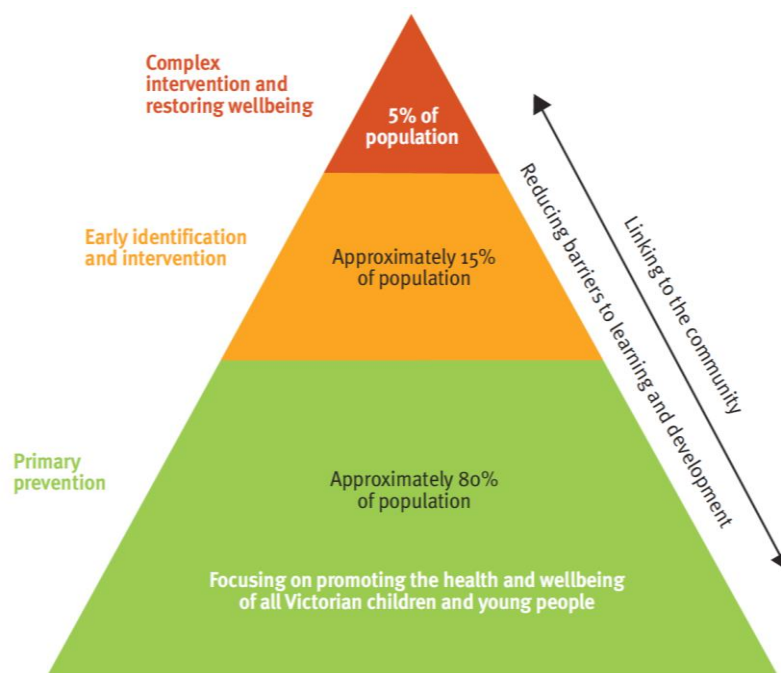 Complex
intervention and
restoring wellbeing
5% of
population
Early identification
and intervention
Approximately 15%
of population
Reducing barriers to learning and development
Linking to the community
Primary
prevention
Approximately 80%
of population
Focusing on promoting the health and wellbeing
of all Victorian children and young people